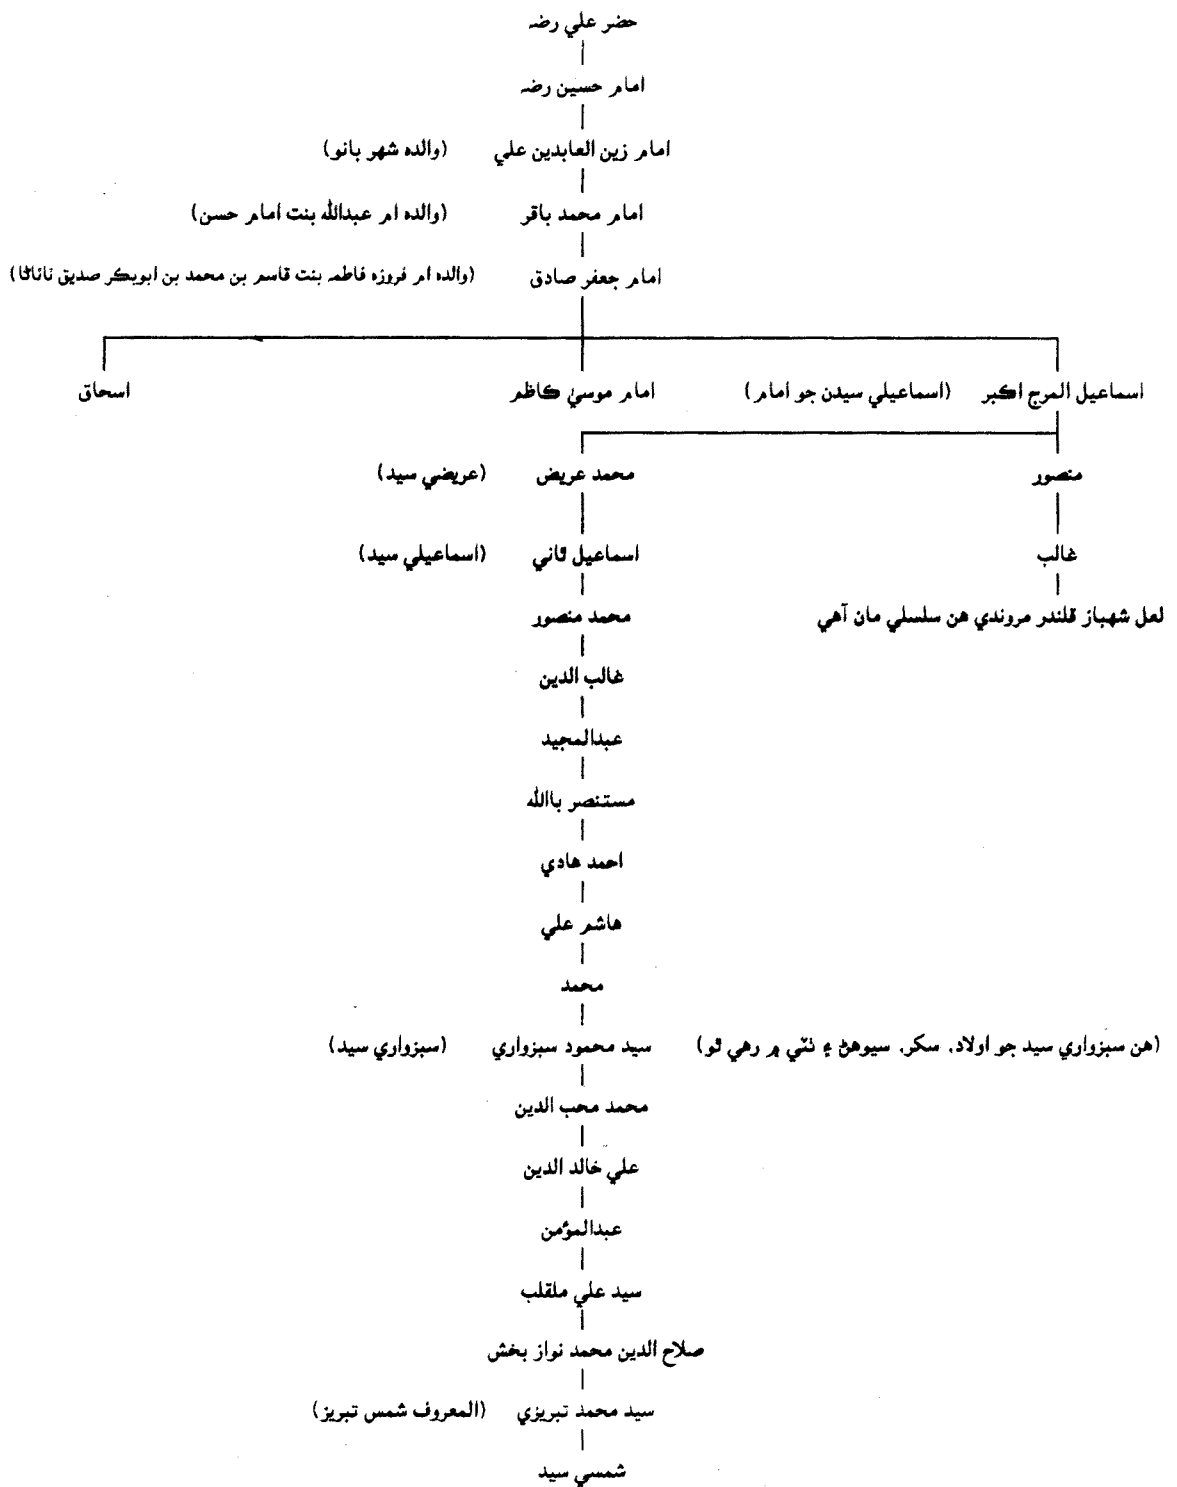 حضر علي رضه
امام حسين رضه
امام زين العابدين علي (والده شهر بانو)
امام محمد باقر (والده ام عبدالله بنت امام حسن)
امام جعفر صادق (والده ام فروزه فاطمه بنت قاسم بن محمد بن ابوبڪر صديق ناناڻا)
اسماعيل المرج اڪبر (اسماعيلي سيدن جو امام) امام موسيٰ ڪاظم اسحاق
منصور محمد عريض (عريضي سيد)
غالب اسماعيل ثاني (اسماعيلي سيد)
لعل شهباز قلندر مروندي هن سلسلي مان آهي محمد منصور
غالب الدين
عبدالمجيد
مستنصر باالله
احمد هادي
هاشم علي
محمد
(هن سبزواري سيد جو اولاد، سکر، سيوهڻ ۽ ٺٽي ۾ رهي ٿو) سيد محمود سبزواري (سبزواري سيد)
محمد محب الدين
علي خالد الدين
عبدالمؤمن
سيد علي ملقلب
صلاح الدين محمد نواز بخش
سيد محمد تبريزي (المعروف شمس تبريز)
شمسي سيد